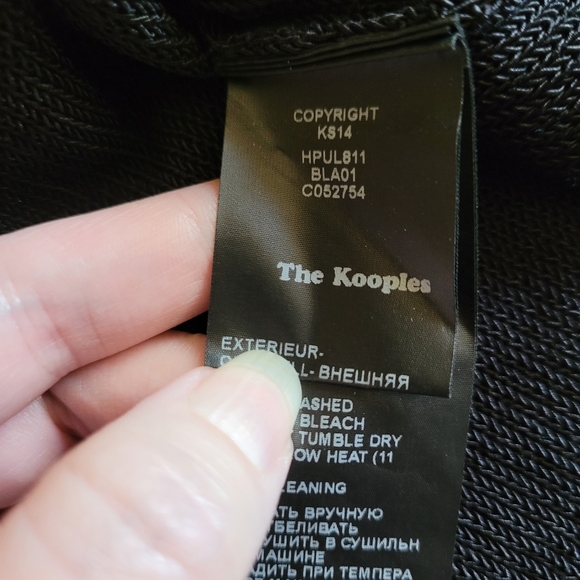 COPYRIGHT
KS14
HPUL811
BLA01
C052754
The Kooples
EXTERIEUR-
LL-ВНЕШНЯЯ
ASHED
BLEACH
TUMBLE DRY
OW HEAT (11
EANING
АТЬ ВРУЧНУЮ
ТБЕЛИВАТЬ
УШИТЬ В СУШИЛЬН
МАШИНЕ
ДИТЬ ПРИ ТЕМПЕРА